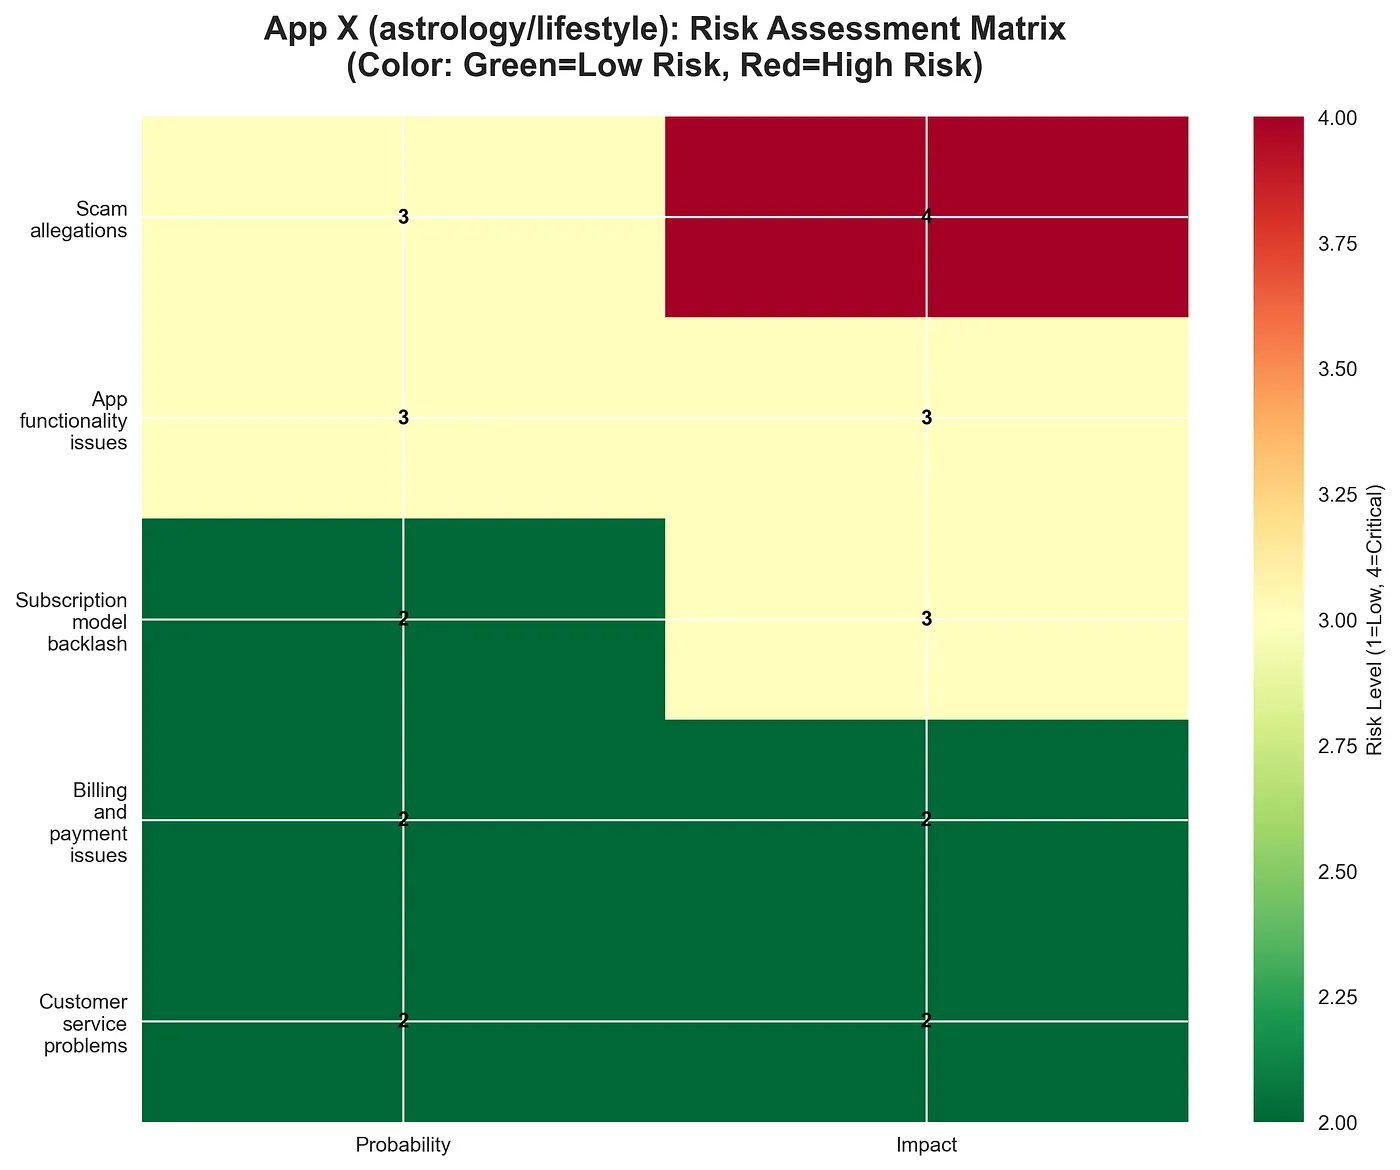 App X (astrology/lifestyle): Risk Assessment Matrix
(Color: Green=Low Risk, Red=High Risk)
Scam
allegations
3
4
App
functionality
issues
3
3
Subscription
model
backlash
2
3
Billing
and
payment
issues
2
2
Customer
service
problems
2
2
Probability
Impact
4.00
3.75
3.50
3.25
3.00
2.75
2.50
2.25
2.00
Risk Level (1=Low, 4=Critical)